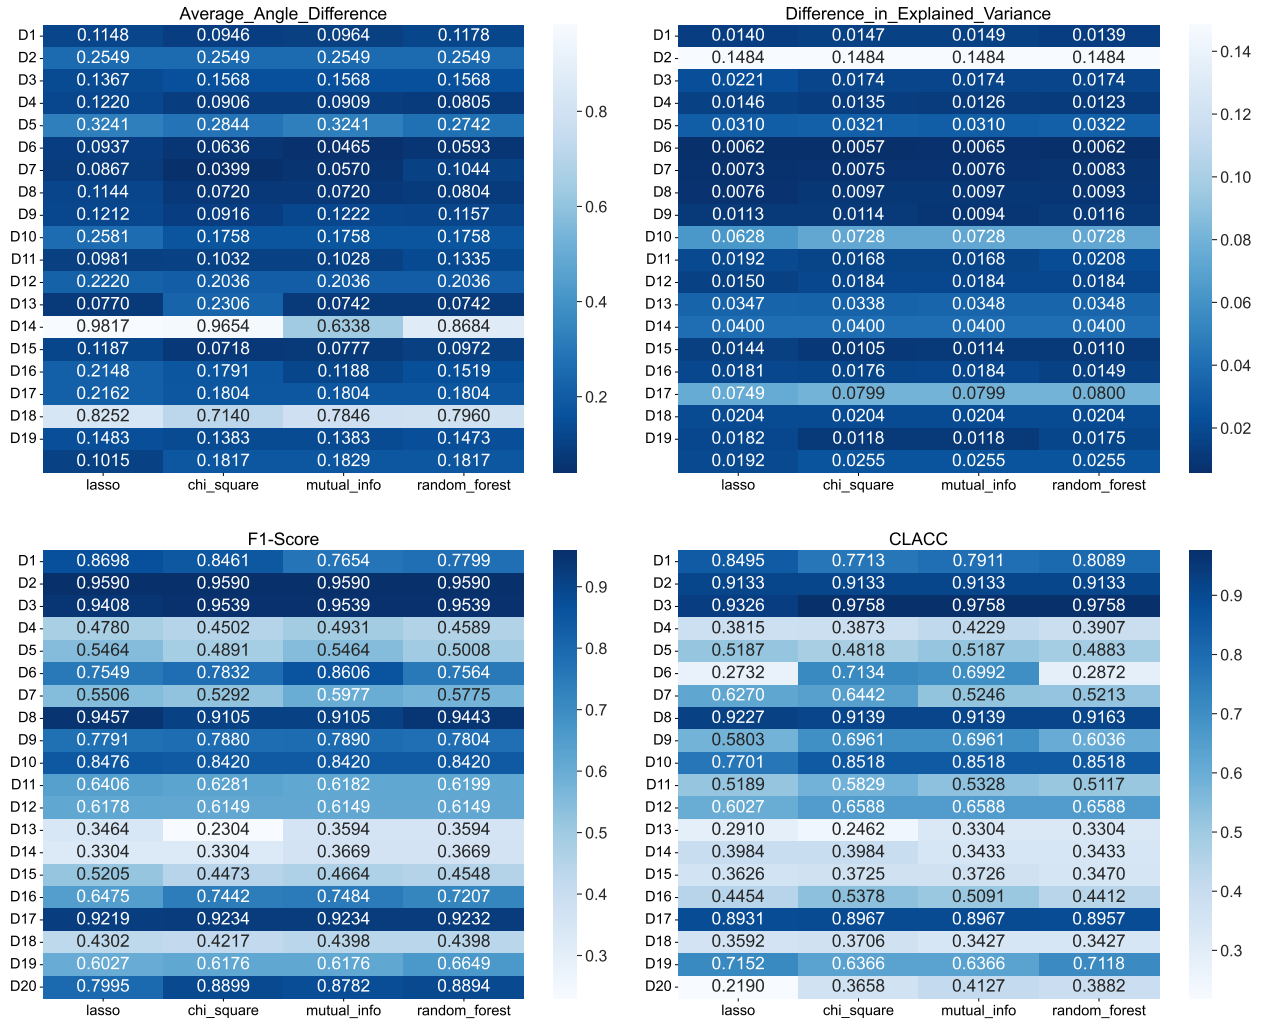 Average_Angle_Difference
D1 0.1148 0.0946 0.0964 0.1178
D2 0.2549 0.2549 0.2549 0.2549
D3 0.1367 0.1568 0.1568 0.1568
D4 0.1220 0.0906 0.0909 0.0805
D5 0.3241 0.2844 0.3241 0.2742
D6 0.0937 0.0636 0.0465 0.0593
D7 0.0867 0.0399 0.0570 0.1044
D8 0.1144 0.0720 0.0720 0.0804
D9 0.1212 0.0916 0.1222 0.1157
D10 0.2581 0.1758 0.1758 0.1758
D11 0.0981 0.1032 0.1028 0.1335
D12 0.2220 0.2036 0.2036 0.2036
D13 0.0770 0.2306 0.0742 0.0742
D14 0.9817 0.9654 0.6338 0.8684
D15 0.1187 0.0718 0.0777 0.0972
D16 0.2148 0.1791 0.1188 0.1519
D17 0.2162 0.1804 0.1804 0.1804
D18 0.8252 0.7140 0.7846 0.7960
D19 0.1483 0.1383 0.1383 0.1473
0.1015 0.1817 0.1829 0.1817
lasso chi_square mutual_info random_forest
0.8
0.6
0.4
0.2
Difference_in_Explained_Variance
D1 0.0140 0.0147 0.0149 0.0139
D2 0.1484 0.1484 0.1484 0.1484
D3 0.0221 0.0174 0.0174 0.0174
D4 0.0146 0.0135 0.0126 0.0123
D5 0.0310 0.0321 0.0310 0.0322
D6 0.0062 0.0057 0.0065 0.0062
D7 0.0073 0.0075 0.0076 0.0083
D8 0.0076 0.0097 0.0097 0.0093
D9 0.0113 0.0114 0.0094 0.0116
D10 0.0628 0.0728 0.0728 0.0728
D11 0.0192 0.0168 0.0168 0.0208
D12 0.0150 0.0184 0.0184 0.0184
D13 0.0347 0.0338 0.0348 0.0348
D14 0.0400 0.0400 0.0400 0.0400
D15 0.0144 0.0105 0.0114 0.0110
D16 0.0181 0.0176 0.0184 0.0149
D17 0.0749 0.0799 0.0799 0.0800
D18 0.0204 0.0204 0.0204 0.0204
D19 0.0182 0.0118 0.0118 0.0175
0.0192 0.0255 0.0255 0.0255
lasso chi_square mutual_info random_forest
0.14
0.12
0.10
0.08
0.06
0.04
0.02
F1-Score
D1 0.8698 0.8461 0.7654 0.7799
D2 0.9590 0.9590 0.9590 0.9590
D3 0.9408 0.9539 0.9539 0.9539
D4 0.4780 0.4502 0.4931 0.4589
D5 0.5464 0.4891 0.5464 0.5008
D6 0.7549 0.7832 0.8606 0.7564
D7 0.5506 0.5292 0.5977 0.5775
D8 0.9457 0.9105 0.9105 0.9443
D9 0.7791 0.7880 0.7890 0.7804
D10 0.8476 0.8420 0.8420 0.8420
D11 0.6406 0.6281 0.6182 0.6199
D12 0.6178 0.6149 0.6149 0.6149
D13 0.3464 0.2304 0.3594 0.3594
D14 0.3304 0.3304 0.3669 0.3669
D15 0.5205 0.4473 0.4664 0.4548
D16 0.6475 0.7442 0.7484 0.7207
D17 0.9219 0.9234 0.9234 0.9232
D18 0.4302 0.4217 0.4398 0.4398
D19 0.6027 0.6176 0.6176 0.6649
D20 0.7995 0.8899 0.8782 0.8894
lasso chi_square mutual_info random_forest
0.9
0.8
0.7
0.6
0.5
0.4
0.3
CLACC
D1 0.8495 0.7713 0.7911 0.8089
D2 0.9133 0.9133 0.9133 0.9133
D3 0.9326 0.9758 0.9758 0.9758
D4 0.3815 0.3873 0.4229 0.3907
D5 0.5187 0.4818 0.5187 0.4883
D6 0.2732 0.7134 0.6992 0.2872
D7 0.6270 0.6442 0.5246 0.5213
D8 0.9227 0.9139 0.9139 0.9163
D9 0.5803 0.6961 0.6961 0.6036
D10 0.7701 0.8518 0.8518 0.8518
D11 0.5189 0.5829 0.5328 0.5117
D12 0.6027 0.6588 0.6588 0.6588
D13 0.2910 0.2462 0.3304 0.3304
D14 0.3984 0.3984 0.3433 0.3433
D15 0.3626 0.3725 0.3726 0.3470
D16 0.4454 0.5378 0.5091 0.4412
D17 0.8931 0.8967 0.8967 0.8957
D18 0.3592 0.3706 0.3427 0.3427
D19 0.7152 0.6366 0.6366 0.7118
D20 0.2190 0.3658 0.4127 0.3882
lasso chi_square mutual_info random_forest
0.9
0.8
0.7
0.6
0.5
0.4
0.3